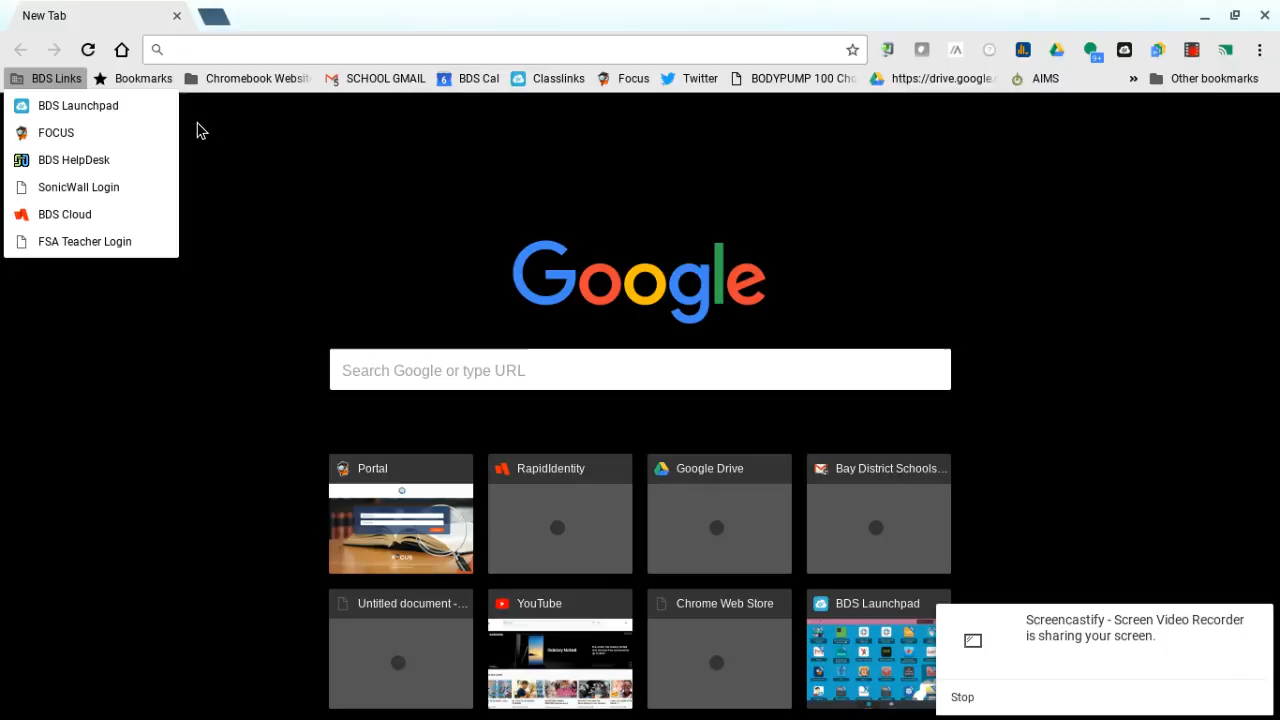 New Tab
BDS Links
Bookmarks
Chromebook Websit
SCHOOL GMAIL
6
BDS Cal
Classlinks
Focus
Twitter
BODYPUMP 100 Cho
https://drive.google.
AIMS
»
Other bookmarks
9+
BDS Launchpad
FOCUS
BDS HelpDesk
SonicWall Login
BDS Cloud
FSA Teacher Login
Google
Search Google or type URL
Portal
RapidIdentity
Google Drive
Bay District Schools...
Untitled document -...
YouTube
Chrome Web Store
BDS Launchpad
Screencastify - Screen Video Recorder
is sharing your screen.
Stop